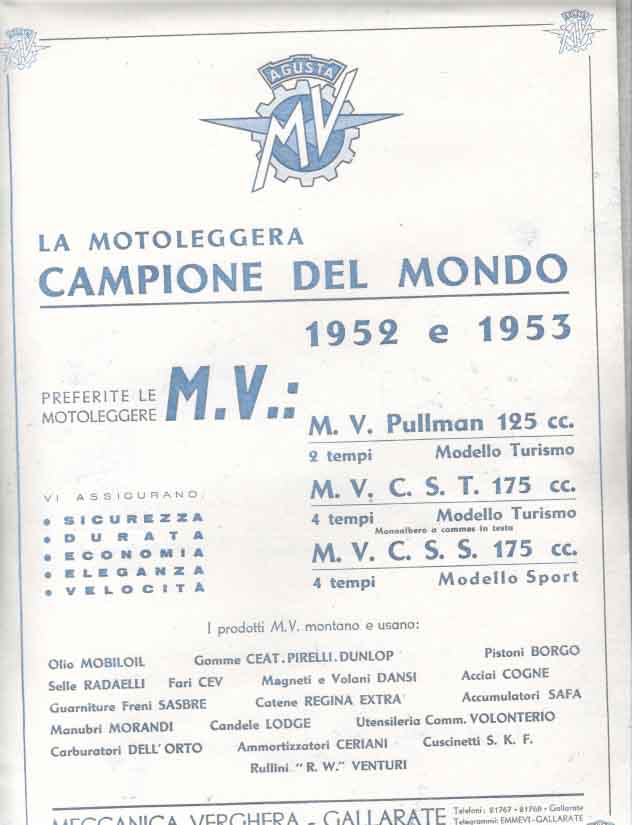 AGUSTA
MV
LA MOTOLEGGERA
CAMPIONE DEL MONDO
1952 e 1953
PREFERITE LE
MOTOLEGGERE
M.V.:
M. V. Pullman 125 cc.
2 tempi Modello Turismo
M. V. C. S. T. 175 cc.
4 tempi Modello Turismo
Monoalbero a cammes in testa
M. V. C. S. S. 175 cc.
4 tempi Modello Sport
VI ASSICURANO:
• SICUREZZA
• DURATA
• ECONOMIA
• ELEGANZA
• VELOCITÀ
I prodotti M.V. montano e usano:
Olio MOBILOIL Gomme CEAT.PIRELLI.DUNLOP Pistoni BORGO
Selle RADAELLI Fari CEV Magneti e Volani DANSI Acciai COGNE
Guarniture Freni SASBRE Catene REGINA EXTRA Accumulatori SAFA
Manubri MORANDI Candele LODGE Utensileria Comm. VOLONTERIO
Carburatori DELL'ORTO Ammortizzatori CERIANI Cuscinetti S. K. F.
Rullini "R. W." VENTURI
MECCANICA VERGHERA - GALLARATE
Telefoni: 21767 - 21768 - Gallarate
Telegrammi: EMMEVI-GALLARATE